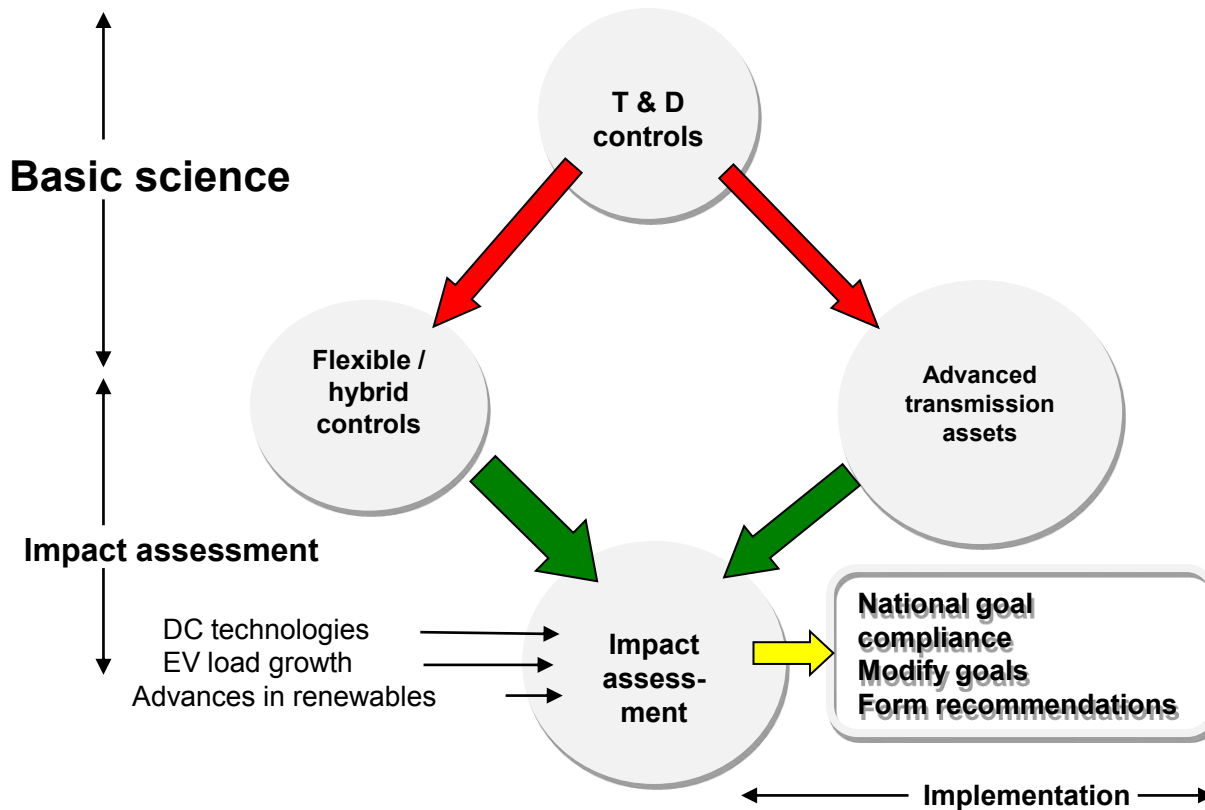 T & D
controls
Basic science
Flexible /
hybrid
controls
Advanced
transmission
assets
Impact assessment
DC technologies
EV load growth
Advances in renewables
Impact
assess-
ment
National goal
compliance
Modify goals
Form recommendations
Implementation